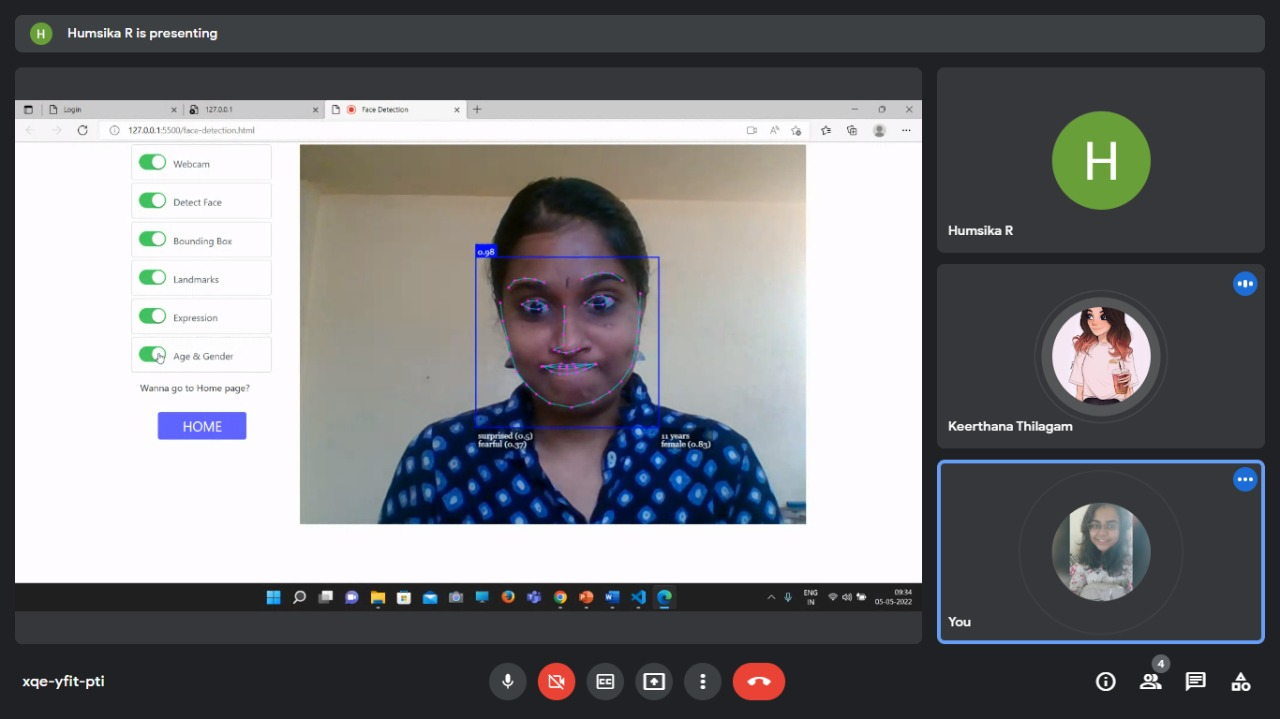 H
Humsika R is presenting
Login
127.0.0.1
Face Detection
127.0.0.1:5500/face-detection.html
Webcam
Detect Face
Bounding Box
Landmarks
Expression
Age & Gender
Wanna go to Home page?
HOME
0.98
surprised (0.5)
fearful (0.37)
11 years
female (0.83)
ENG
IN
09:34
05-05-2022
H
Humsika R
Keerthana Thilagam
You
xqe-yfit-pti
CC
4